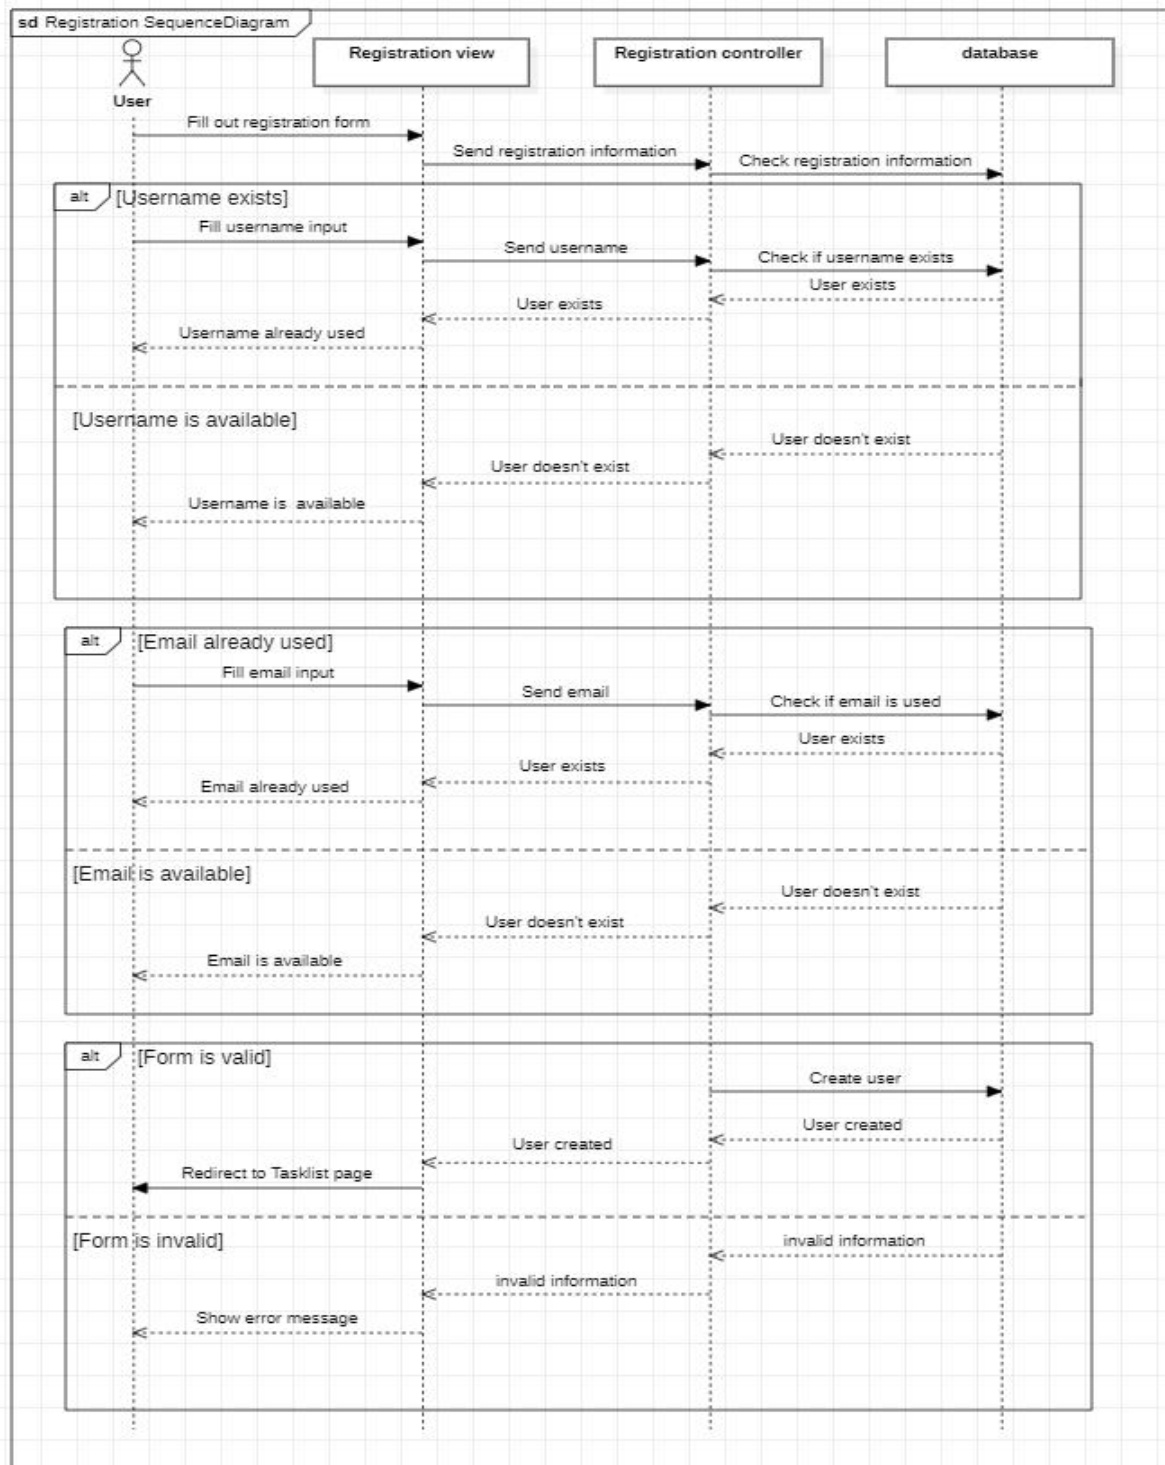 sd Registration SequenceDiagram
User
Registration view
Registration controller
database
Fill out registration form
Send registration information
Check registration information
alt [Username exists]
Fill username input
Send username
Check if username exists
User exists
User exists
Username already used
[Username is available]
User doesn't exist
User doesn't exist
Username is  available
alt [Email already used]
Fill email input
Send email
Check if email is used
User exists
User exists
Email already used
[Email is available]
User doesn't exist
User doesn't exist
Email is available
alt [Form is valid]
Create user
User created
User created
Redirect to Tasklist page
[Form is invalid]
invalid information
invalid information
Show error message